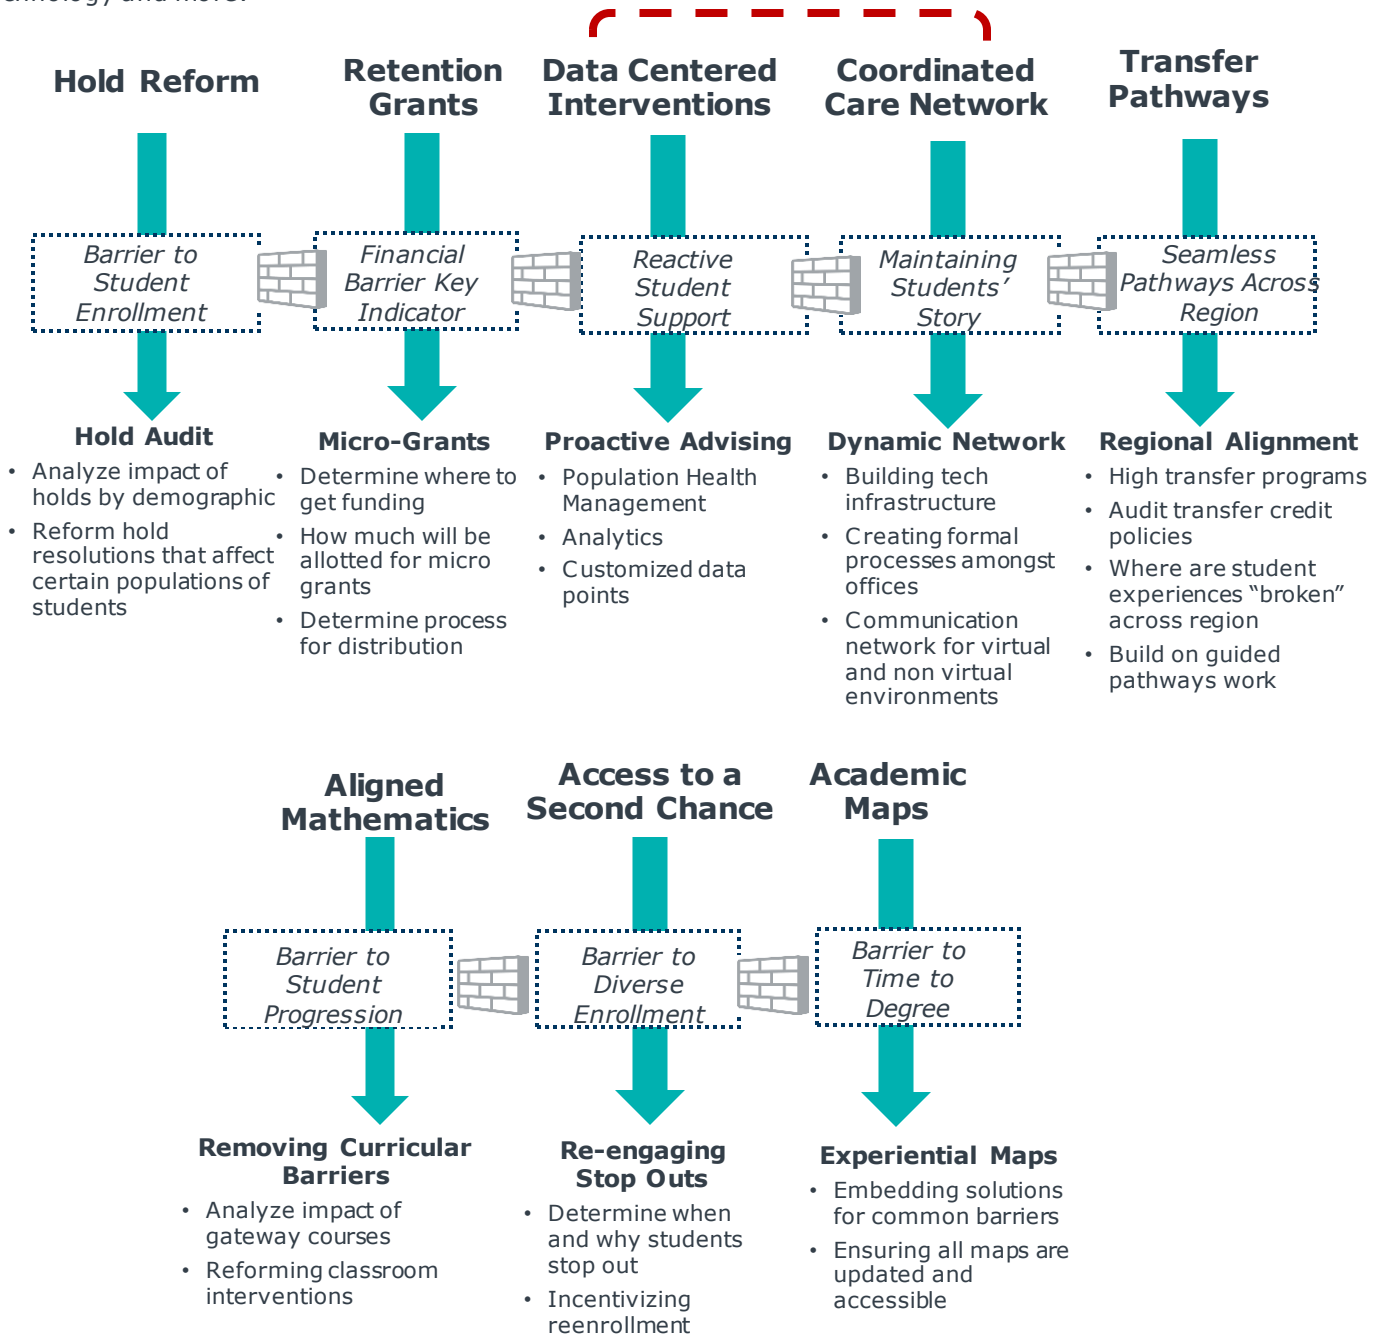 and more.
Hold Reform
Retention
Grants
Data Centered
Interventions
Coordinated
Care Network
Transfer
Pathways
Barrier to
Student
Enrollment
Financial
Barrier Key
Indicator
Reactive
Student
Support
Maintaining
Students’
Story
Seamless
Pathways Across
Region
Hold Audit
• Analyze impact of
holds by demographic
• Reform hold
resolutions that affect
certain populations of
students
Micro-Grants
• Determine where to
get funding
• How much will be
allotted for micro
grants
• Determine process
for distribution
Proactive Advising
• Population Health
Management
• Analytics
• Customized data
points
Dynamic Network
• Building tech
infrastructure
• Creating formal
processes amongst
offices
• Communication
network for virtual
and non virtual
environments
Regional Alignment
• High transfer programs
• Audit transfer credit
policies
• Where are student
experiences “broken”
across region
• Build on guided
pathways work
Aligned
Mathematics
Access to a
Second Chance
Academic
Maps
Barrier to
Student
Progression
Barrier to
Diverse
Enrollment
Barrier to
Time to
Degree
Removing Curricular
Barriers
• Analyze impact of
gateway courses
• Reforming classroom
interventions
Re-engaging
Stop Outs
• Determine when
and why students
stop out
• Incentivizing
reenrollment
Experiential Maps
• Embedding solutions
for common barriers
• Ensuring all maps are
updated and
accessible